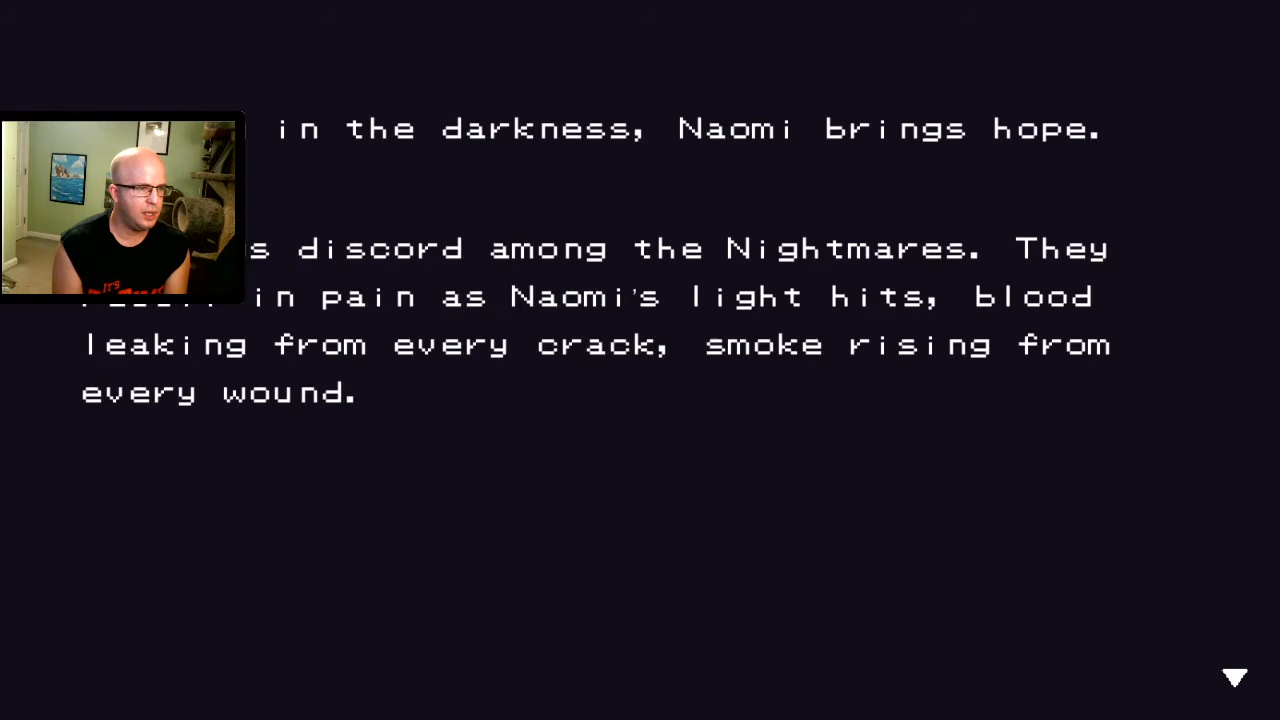 in the darkness, Naomi brings hope.
discord among the Nightmares. They
in pain as Naomi's light hits, blood
leaking from every crack, smoke rising from
every wound.
IT'S